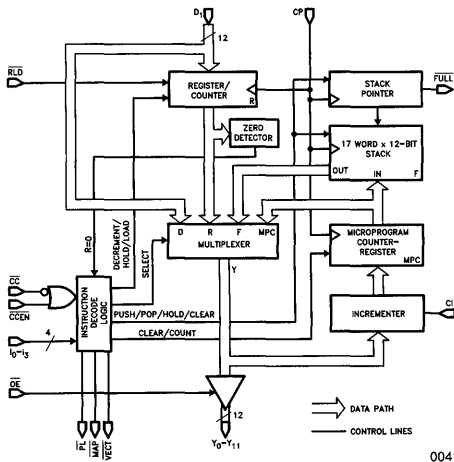 Dı
CP
12
RLD
REGISTER/
COUNTER
R
STACK
POINTER
FULL
ZERO
DETECTOR
17 WORD x 12-BIT
STACK
OUT
IN
F
R=0
DECREMENT/
HOLD/LOAD
SELECT
D
R
F
MPC
MULTIPLEXER
Y
MICROPROGRAM
COUNTER-
REGISTER
MPC
CC
CCEN
INSTRUCTION
DECODE
LOGIC
PUSH/POP/HOLD/CLEAR
CLEAR/COUNT
INCREMENTER
CI
I0-I3
4
OE
12
PL
MAP
VECT
Y0-Y11
DATA PATH
CONTROL LINES
004